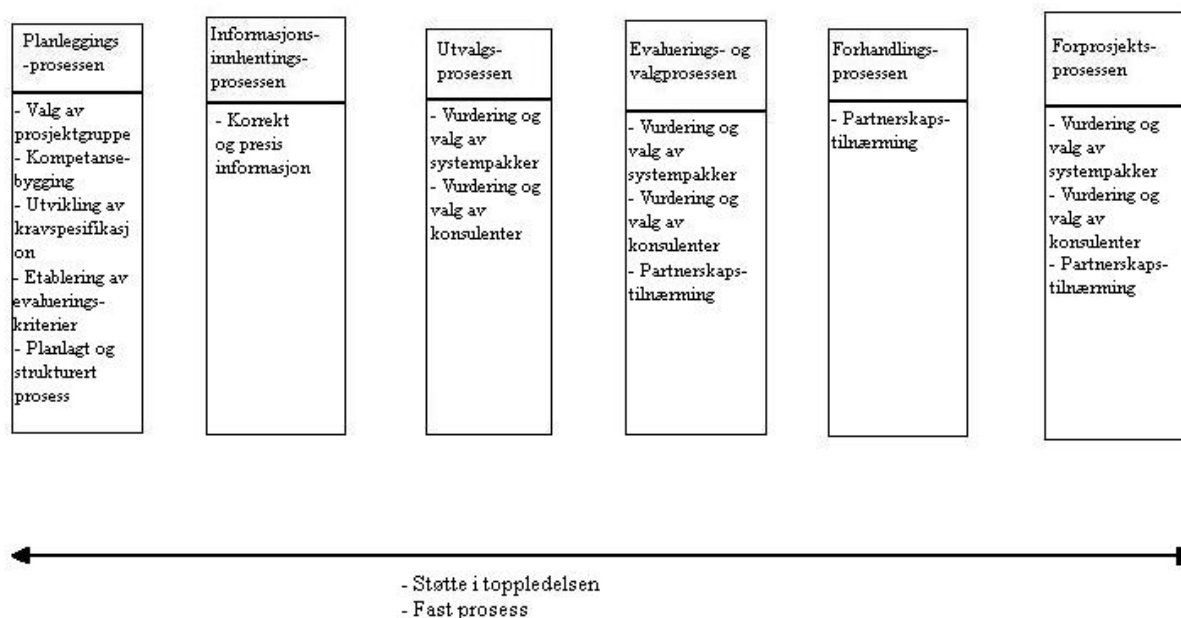 Planleggings
-prosessen
- Valg av
prosjektgruppe
- Kompetanse-
bygging
- Utvikling av
kravspesifikasj
on
- Etablering av
evaluerings-
kriterier
- Planlagt og
strukturert
prosess
Informasjons-
innhentings-
prosessen
- Korrekt
og presis
informasjon
Utvalgs-
prosessen
- Vurdering og
valg av
systempakker
- Vurdering og
valg av
konsulenter
Evaluerings- og
valgprosessen
- Vurdering og
valg av
systempakker
- Vurdering og
valg av
konsulenter
- Partnerskaps-
tilnærming
Forhandlings-
prosessen
- Partnerskaps-
tilnærming
Forprosjekts-
prosessen
- Vurdering og
valg av
systempakker
- Vurdering og
valg av
konsulenter
- Partnerskaps-
tilnærming
- Støtte i toppledelsen
- Fast prosess